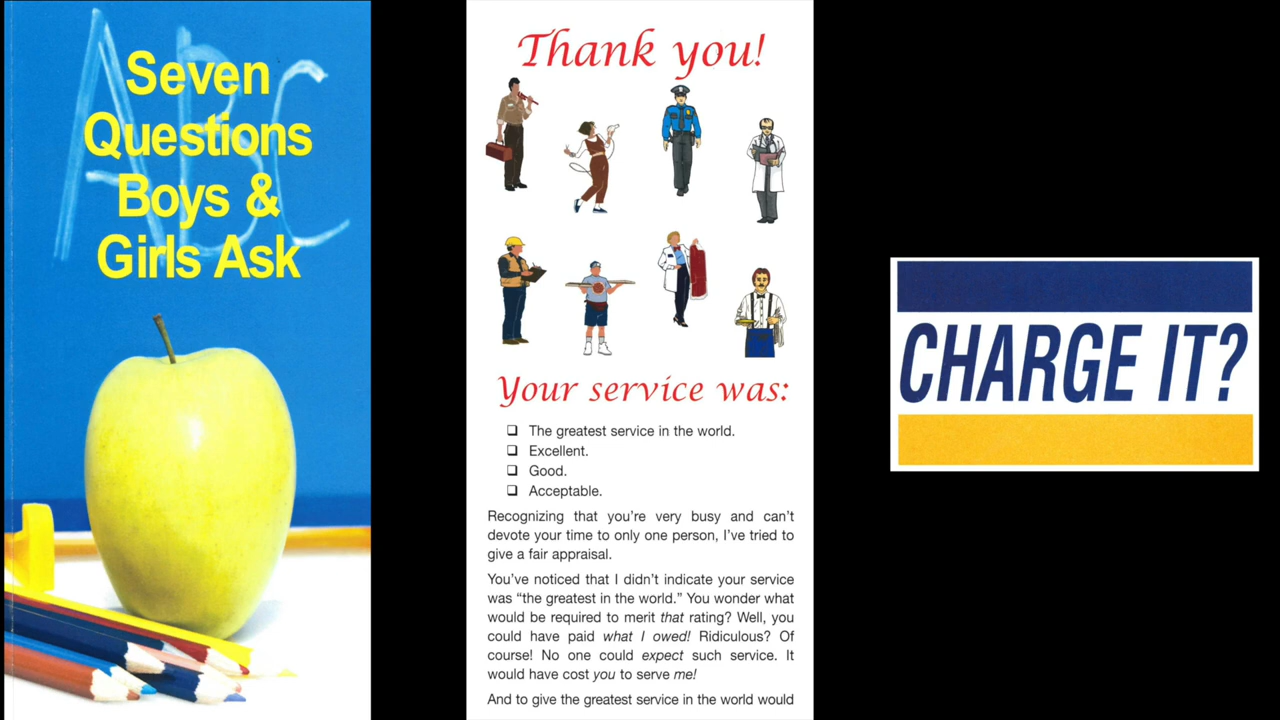 ABC
Seven
Questions
Boys &
Girls Ask
Thank you!
Your service was:
❑ The greatest service in the world.
❑ Excellent.
❑ Good.
❑ Acceptable.
Recognizing that you're very busy and can't
devote your time to only one person, I've tried to
give a fair appraisal.
You've noticed that I didn't indicate your service
was “the greatest in the world.” You wonder what
would be required to merit that rating? Well, you
could have paid what I owed! Ridiculous? Of
course! No one could expect such service. It
would have cost you to serve me!
And to give the greatest service in the world would
CHARGE IT?